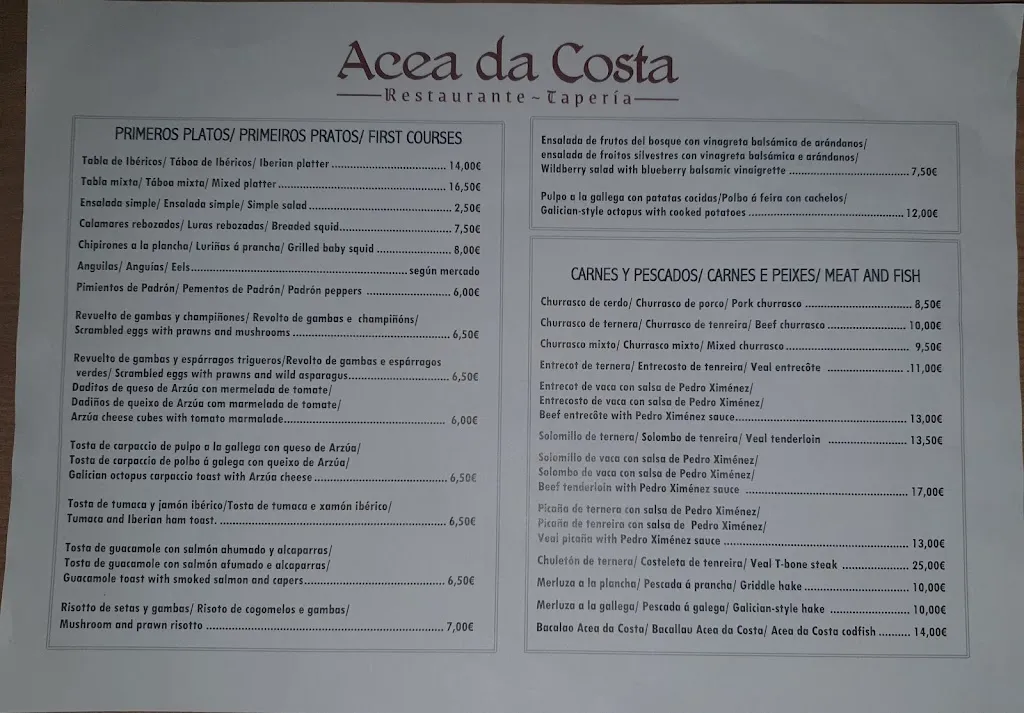 Acea da Costa
Restaurante ~ Tapería
PRIMEROS PLATOS/ PRIMEIROS PRATOS/ FIRST COURSES
Tabla de Ibéricos/ Táboa de Ibéricos/ Iberian platter ........ 14,00€
Tabla mixta/ Táboa mixta/ Mixed platter ........ 16,50€
Ensalada simple/ Ensalada simple/ Simple salad ........ 2,50€
Calamares rebozados/ Luras rebozadas/ Breaded squid........ 7,50€
Chipirones a la plancha/ Luriñas á prancha/ Grilled baby squid ........ 8,00€
Anguilas/ Anguías/ Eels........ según mercado
Pimientos de Padrón/ Pementos de Padrón/ Padrón peppers ........ 6,00€
Revuelto de gambas y champiñones/ Revolto de gambas e champiñóns/
Scrambled eggs with prawns and mushrooms ........ 6,50€
Revuelto de gambas y espárragos trigueros/Revolto de gambas e espárragos
verdes/ Scrambled eggs with prawns and wild asparagus........ 6,50€
Daditos de queso de Arzúa con mermelada de tomate/
Dadiños de queixo de Arzúa com marmelada de tomate/
Arzúa cheese cubes with tomato marmalade........ 6,00€
Tosta de carpaccio de pulpo a la gallega con queso de Arzúa/
Tosta de carpaccio de polbo á galega con queixo de Arzúa/
Galician octopus carpaccio toast with Arzúa cheese ........ 6,50€
Tosta de tumaca y jamón ibérico/Tosta de tumaca e xamón ibérico/
Tumaca and Iberian ham toast. ........ 6,50€
Tosta de guacamole con salmón ahumado y alcaparras/
Tosta de guacamole con salmón afumado e alcaparras/
Guacamole toast with smoked salmon and capers........ 6,50€
Risotto de setas y gambas/ Risoto de cogomelos e gambas/
Mushroom and prawn risotto ........ 7,00€
Ensalada de frutos del bosque con vinagreta balsámica de arándanos/
ensalada de froitos silvestres con vinagreta balsámica e arándanos/
Wildberry salad with blueberry balsamic vinaigrette ........ 7,50€
Pulpo a la gallega con patatas cocidas/Polbo á feira con cachelos/
Galician-style octopus with cooked potatoes ........ 12,00€
CARNES Y PESCADOS/ CARNES E PEIXES/ MEAT AND FISH
Churrasco de cerdo/ Churrasco de porco/ Pork churrasco ........ 8,50€
Churrasco de ternera/ Churrasco de tenreira/ Beef churrasco ........ 10,00€
Churrasco mixto/ Churrasco mixto/ Mixed churrasco ........ 9,50€
Entrecot de ternera/ Entrecosto de tenreira/ Veal entrecôte ........ .11,00€
Entrecot de vaca con salsa de Pedro Ximénez/
Entrecosto de vaca con salsa de Pedro Ximénez/
Beef entrecôte with Pedro Ximénez sauce........ 13,00€
Solomillo de ternera/ Solombo de tenreira/ Veal tenderloin ........ 13,50€
Solomillo de vaca con salsa de Pedro Ximénez/
Solombo de vaca con salsa de Pedro Ximénez/
Beef tenderloin with Pedro Ximénez sauce ........ 17,00€
Picaña de ternera con salsa de Pedro Ximénez/
Picaña de tenreira con salsa de Pedro Ximénez/
Veal picaña with Pedro Ximénez sauce ........ 13,00€
Chuletón de ternera/ Costeleta de tenreira/ Veal T-bone steak ........ 25,00€
Merluza a la plancha/ Pescada á prancha/ Griddle hake ........ 10,00€
Merluza a la gallega/ Pescada á galega/ Galician-style hake ........ 10,00€
Bacalao Acea da Costa/ Bacallau Acea da Costa/ Acea da Costa codfish ........ 14,00€